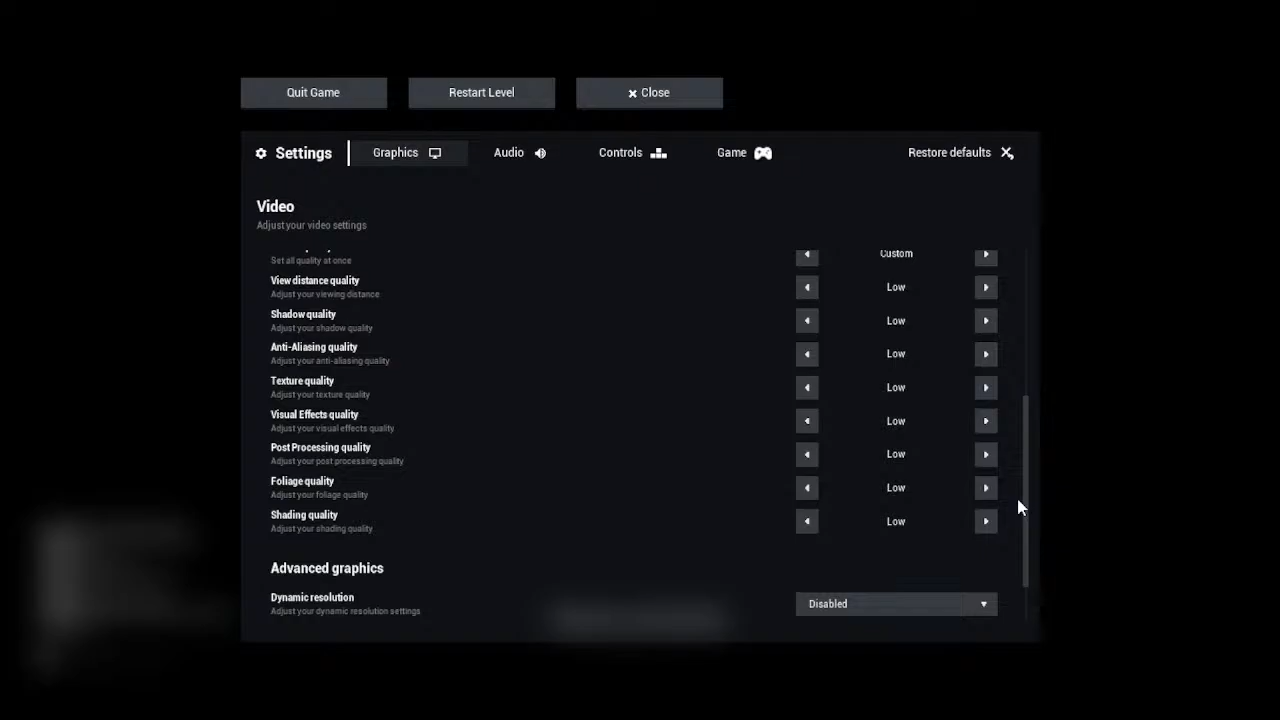 Quit Game
Restart Level
Close
Settings
Graphics
Audio
Controls
Game
Restore defaults
Video
Adjust your video settings
Set all quality at once
Custom
View distance quality
Adjust your viewing distance
Low
Shadow quality
Adjust your shadow quality
Low
Anti-Aliasing quality
Adjust your anti-aliasing quality
Low
Texture quality
Adjust your texture quality
Low
Visual Effects quality
Adjust your visual effects quality
Low
Post Processing quality
Adjust your post processing quality
Low
Foliage quality
Adjust your foliage quality
Low
Shading quality
Adjust your shading quality
Low
Advanced graphics
Dynamic resolution
Adjust your dynamic resolution settings
Disabled